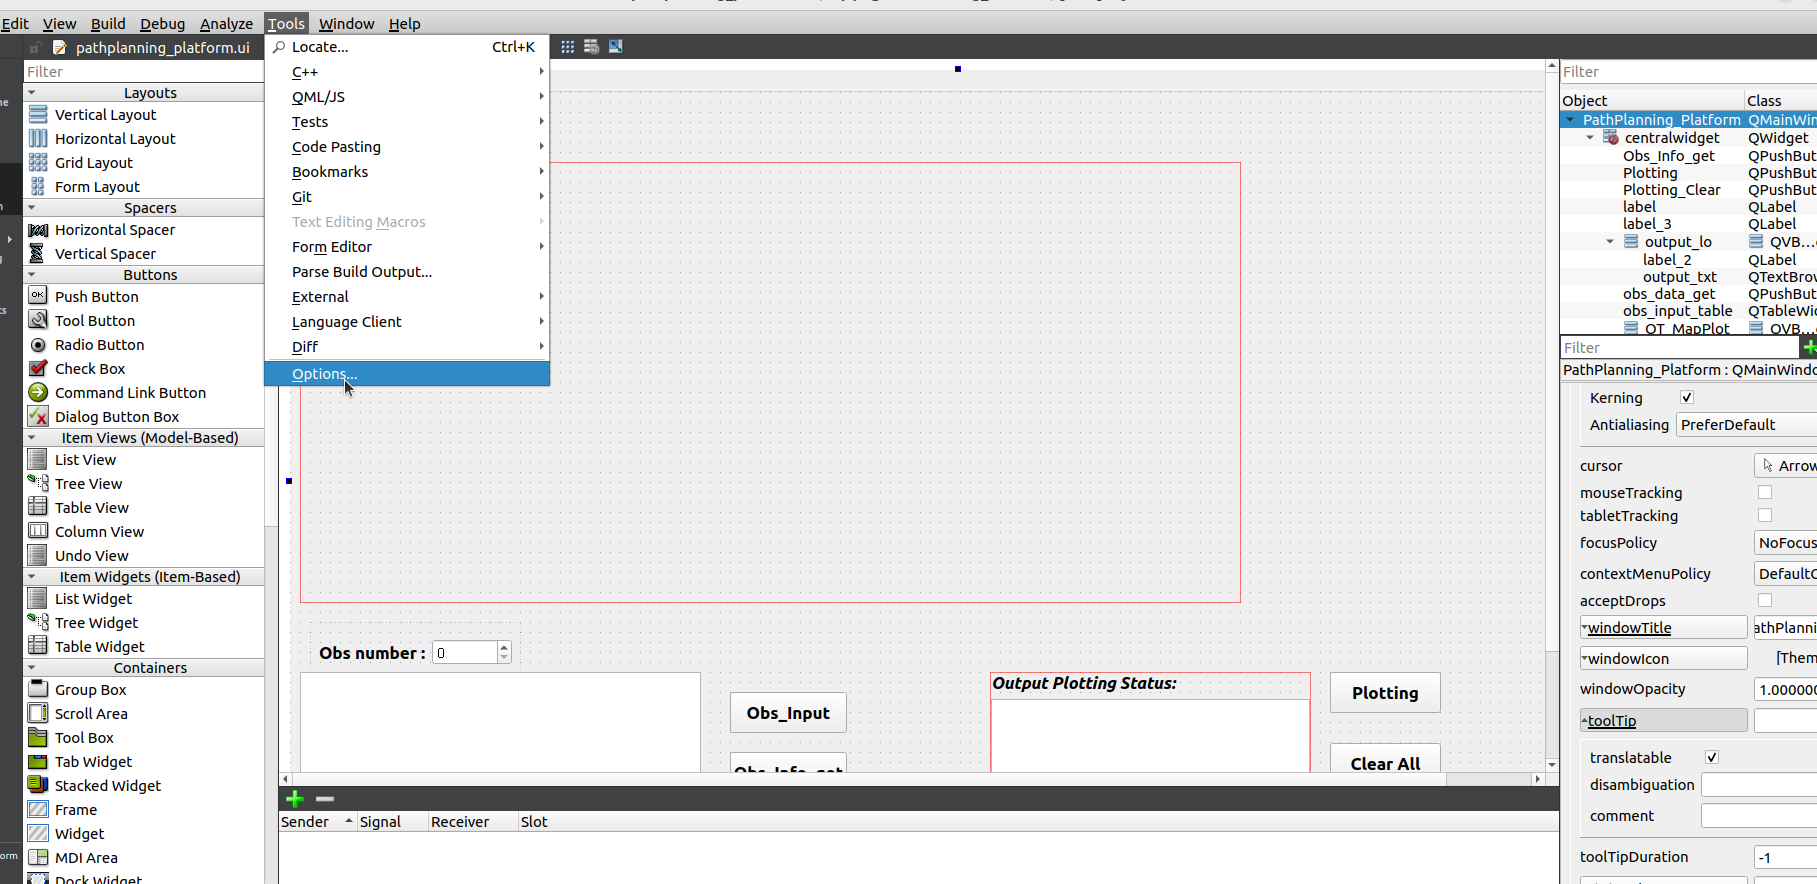 Edit View Build Debug Analyze Tools Window Help
pathplanning_platform.ui
Filter
Layouts
Vertical Layout
Horizontal Layout
Grid Layout
Form Layout
Spacers
Horizontal Spacer
Vertical Spacer
Buttons
Push Button
Tool Button
Radio Button
Check Box
Command Link Button
Dialog Button Box
Item Views (Model-Based)
List View
Tree View
Table View
Column View
Undo View
Item Widgets (Item-Based)
List Widget
Tree Widget
Table Widget
Containers
Group Box
Scroll Area
Tool Box
Tab Widget
Stacked Widget
Frame
Widget
MDI Area
Dock Widget
Locate... Ctrl+K
C++
QML/JS
Tests
Code Pasting
Bookmarks
Git
Text Editing Macros
Form Editor
Parse Build Output...
External
Language Client
Diff
Options...
Obs number : 0
Obs_Input
Obs_Info_get
Output Plotting Status:
Plotting
Clear All
Sender Signal Receiver Slot
Filter
Object Class
PathPlanning_Platform QMainWin
centralwidget QWidget
Obs_Info_get QPushBut
Plotting QPushBut
Plotting_Clear QPushBut
label QLabel
label_3 QLabel
output_lo QVB...
label_2 QLabel
output_txt QTextBro
obs_data_get QPushBut
obs_input_table QTableWid
QT_MapPlot QVB...
Filter
PathPlanning_Platform : QMainWindo
Kerning
Antialiasing PreferDefault
cursor Arrow
mouseTracking
tabletTracking
focusPolicy NoFocus
contextMenuPolicy DefaultC
acceptDrops
windowTitle athPlanni
windowIcon [Them
windowOpacity 1.000000
toolTip
translatable
disambiguation
comment
toolTipDuration -1